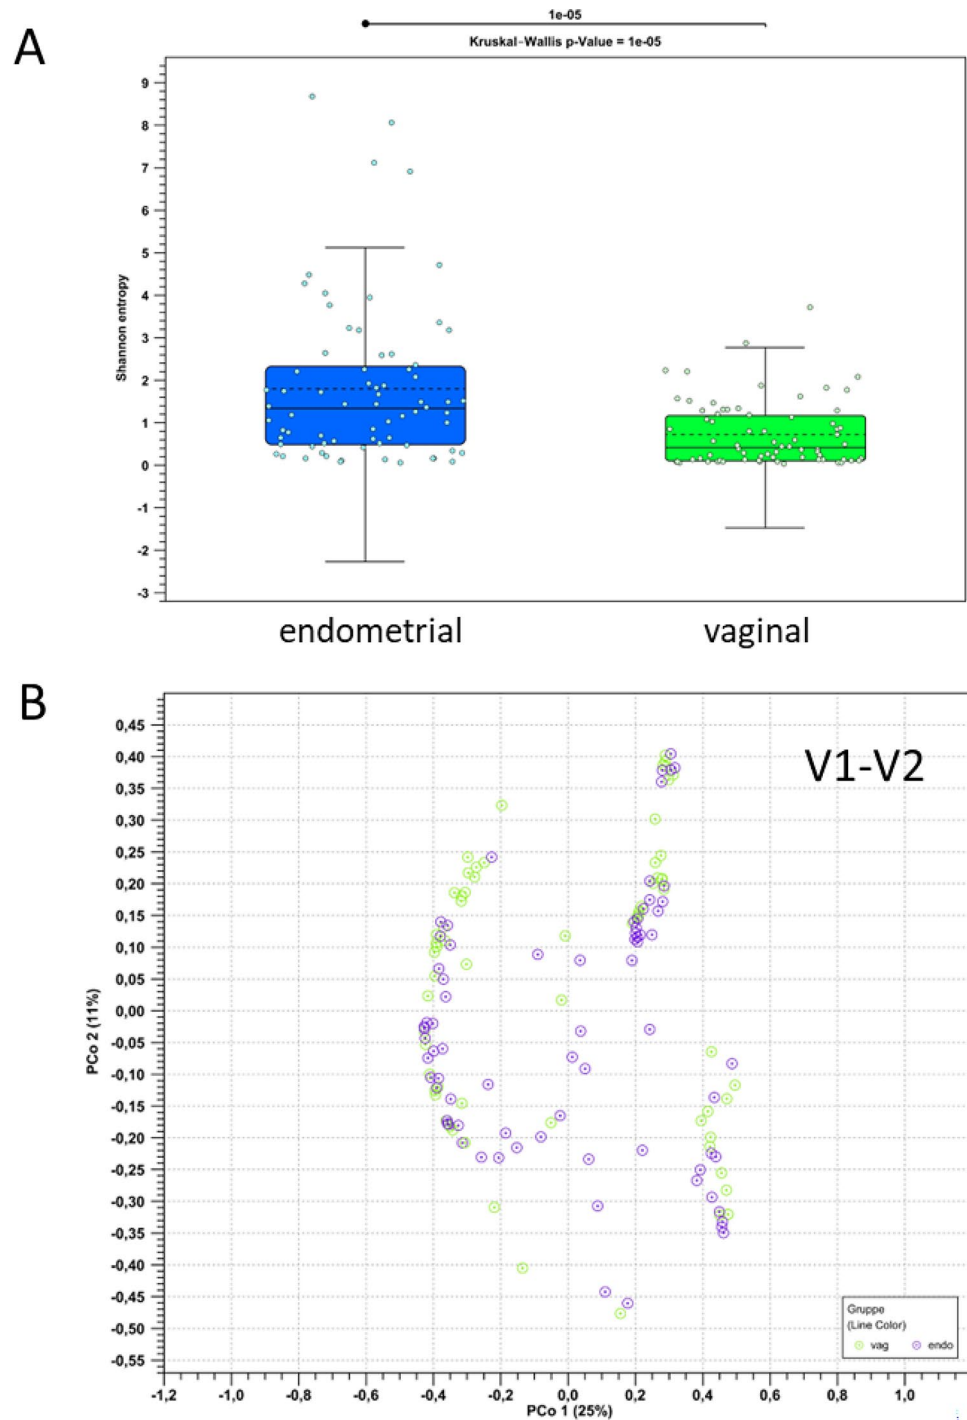 A
1e-05
Kruskal-Wallis p-Value = 1e-05
9
8
7
6
5
4
3
2
1
0
-1
-2
-3
Shannon entropy
endometrial
vaginal
B
V1-V2
0,45
0,40
0,35
0,30
0,25
0,20
0,15
0,10
0,05
0,00
-0,05
-0,10
-0,15
-0,20
-0,25
-0,30
-0,35
-0,40
-0,45
-0,50
-0,55
PCo 2 (11%)
Gruppe
(Line Color)
vag endo
-1,2 -1,0 -0,8 -0,6 -0,4 -0,2 0,0 0,2 0,4 0,6 0,8 1,0
PCo 1 (25%)